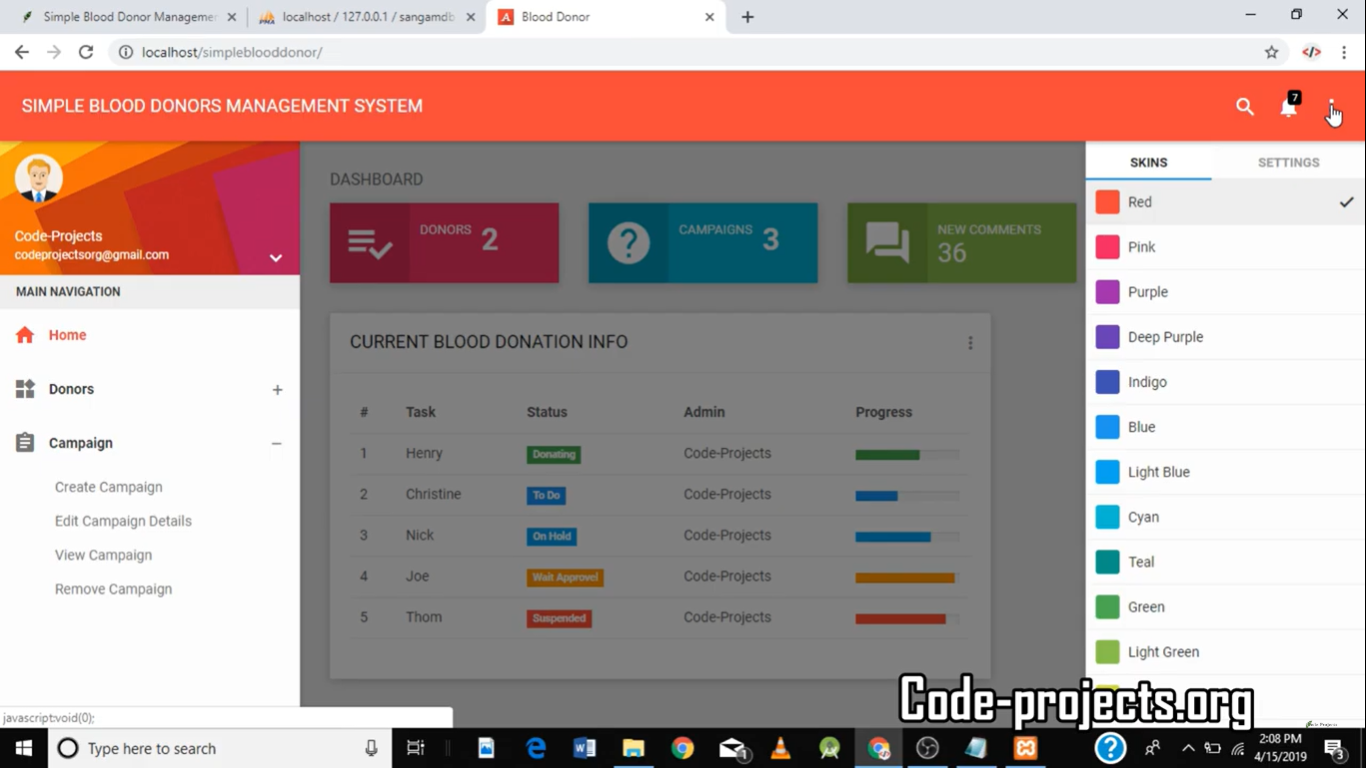 Simple Blood Donor Managemer
localhost / 127.0.0.1 / sangamdb
Blood Donor
localhost/simpleblooddonor/
SIMPLE BLOOD DONORS MANAGEMENT SYSTEM
7
Code-Projects
codeprojectsorg@gmail.com
MAIN NAVIGATION
Home
Donors
Campaign
Create Campaign
Edit Campaign Details
View Campaign
Remove Campaign
javascript:void(0);
DASHBOARD
DONORS 2
CAMPAIGNS 3
NEW COMMENTS
36
CURRENT BLOOD DONATION INFO
# Task Status Admin Progress
1 Henry Donating Code-Projects
2 Christine To Do Code-Projects
3 Nick On Hold Code-Projects
4 Joe Wait Approvel Code-Projects
5 Thom Suspended Code-Projects
SKINS SETTINGS
Red
Pink
Purple
Deep Purple
Indigo
Blue
Light Blue
Cyan
Teal
Green
Light Green
Code-projects.org
Type here to search
1
2:08 PM
4/15/2019
3